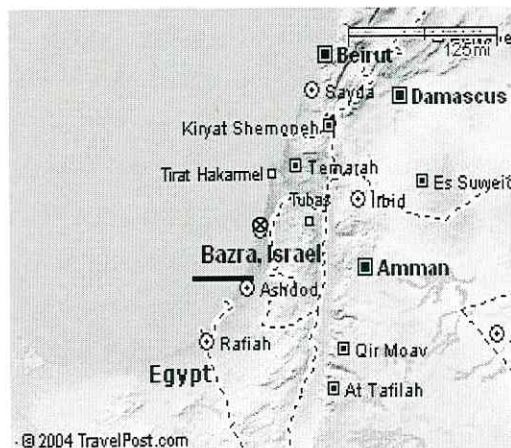 125mi
Beirut
Sayda
Damascus
Kiryat Shemoneh
Tirat Hakarmel
Temarah
Es Suweid
Tubas
Irbid
Bazra, Israel
Amman
Ashdod
Rafiah
Qir Moav
Egypt
At Tafilah
© 2004 TravelPost.com